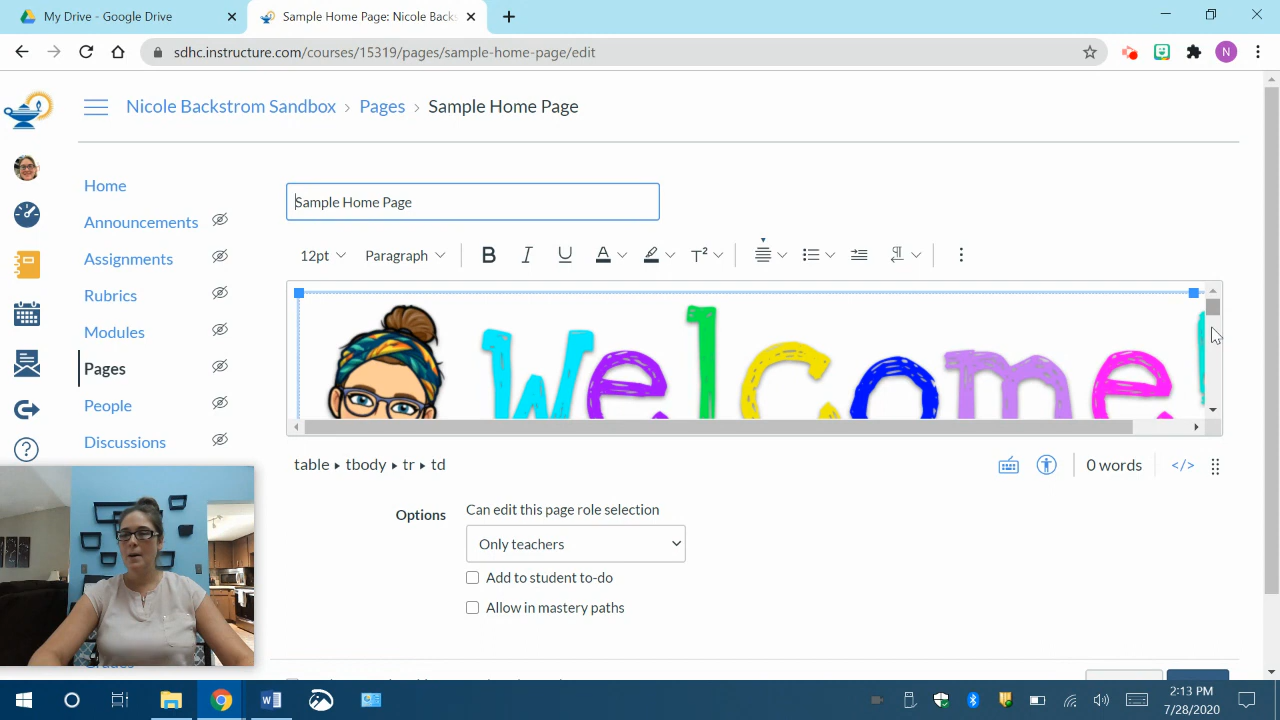 My Drive - Google Drive
Sample Home Page: Nicole Backs
sdhc.instructure.com/courses/15319/pages/sample-home-page/edit
N
Nicole Backstrom Sandbox > Pages > Sample Home Page
Home
Announcements
Assignments
Rubrics
Modules
Pages
People
Discussions
Sample Home Page
12pt
Paragraph
B I U A T²
welcome!
table ▸ tbody ▸ tr ▸ td
0 words
</>
Options
Can edit this page role selection
Only teachers
Add to student to-do
Allow in mastery paths
2:13 PM
7/28/2020